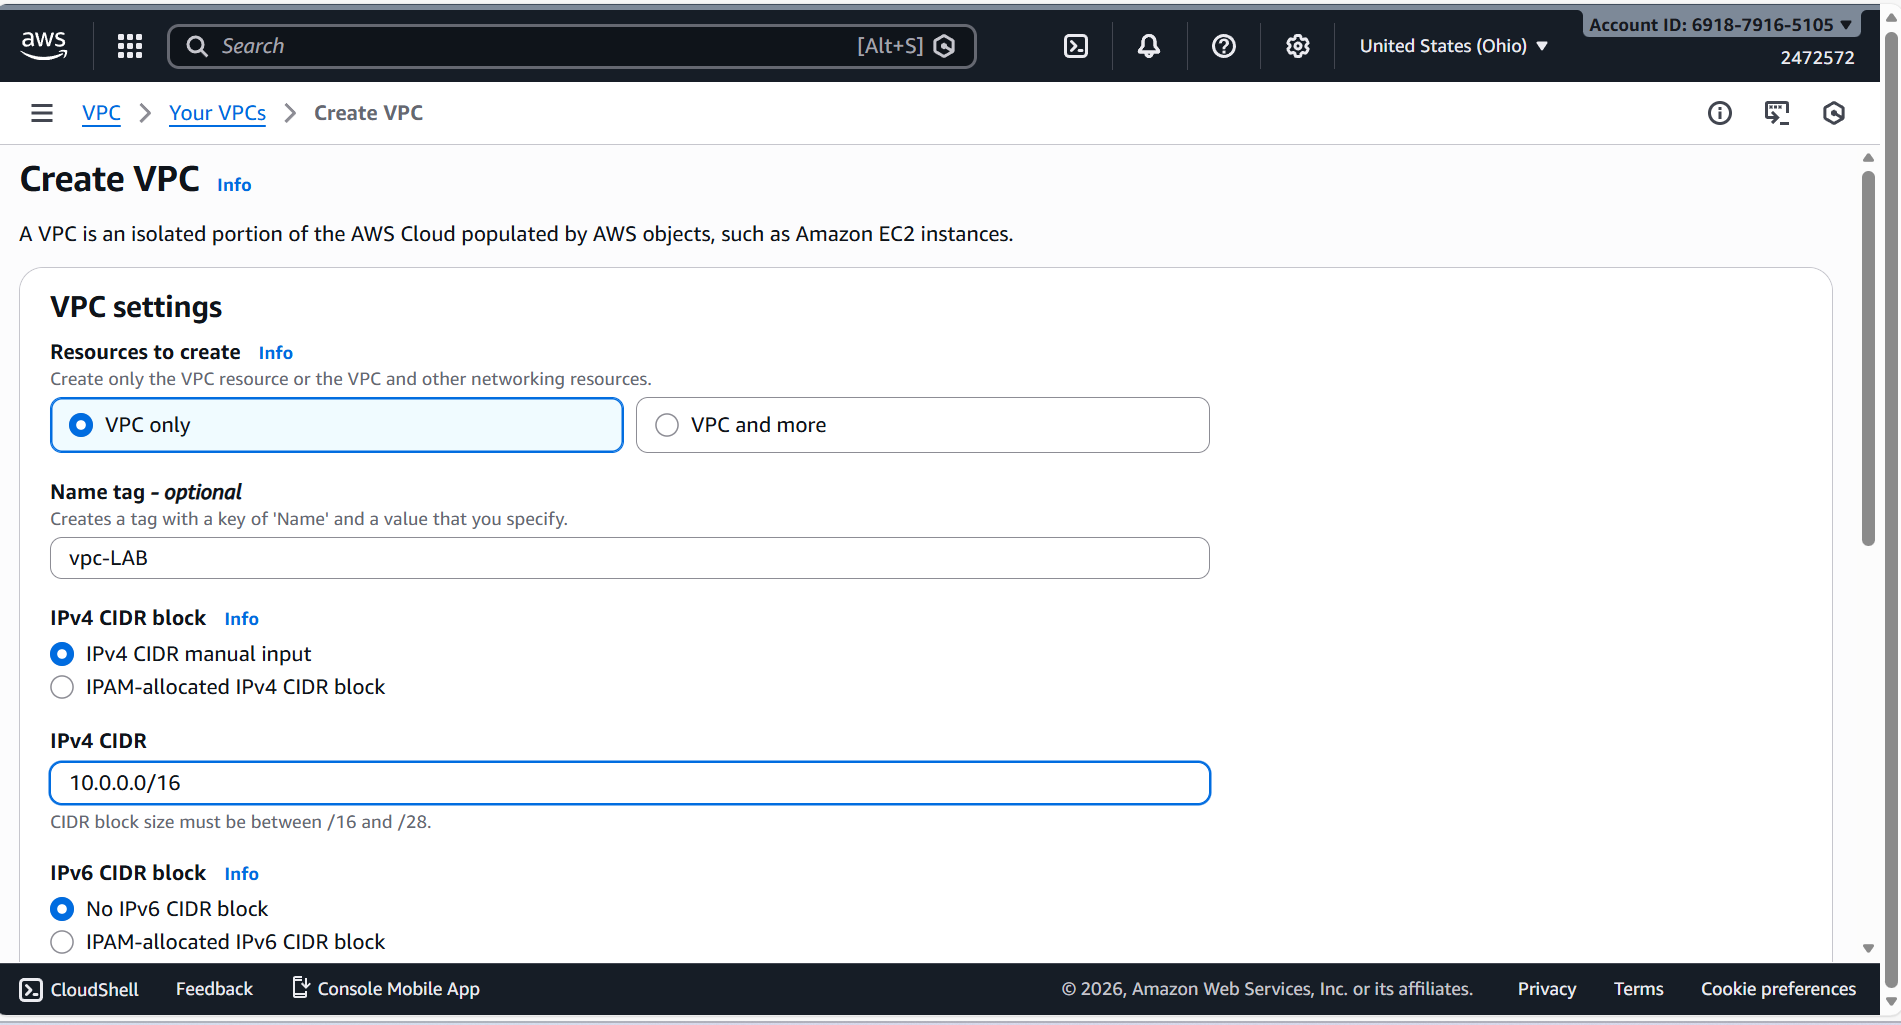 aws
Search [Alt+S]
United States (Ohio)
Account ID: 6918-7916-5105
2472572
VPC > Your VPCs > Create VPC
Create VPC Info
A VPC is an isolated portion of the AWS Cloud populated by AWS objects, such as Amazon EC2 instances.
VPC settings
Resources to create Info
Create only the VPC resource or the VPC and other networking resources.
VPC only
VPC and more
Name tag - optional
Creates a tag with a key of 'Name' and a value that you specify.
vpc-LAB
IPv4 CIDR block Info
IPv4 CIDR manual input
IPAM-allocated IPv4 CIDR block
IPv4 CIDR
10.0.0.0/16
CIDR block size must be between /16 and /28.
IPv6 CIDR block Info
No IPv6 CIDR block
IPAM-allocated IPv6 CIDR block
CloudShell Feedback Console Mobile App © 2026, Amazon Web Services, Inc. or its affiliates. Privacy Terms Cookie preferences